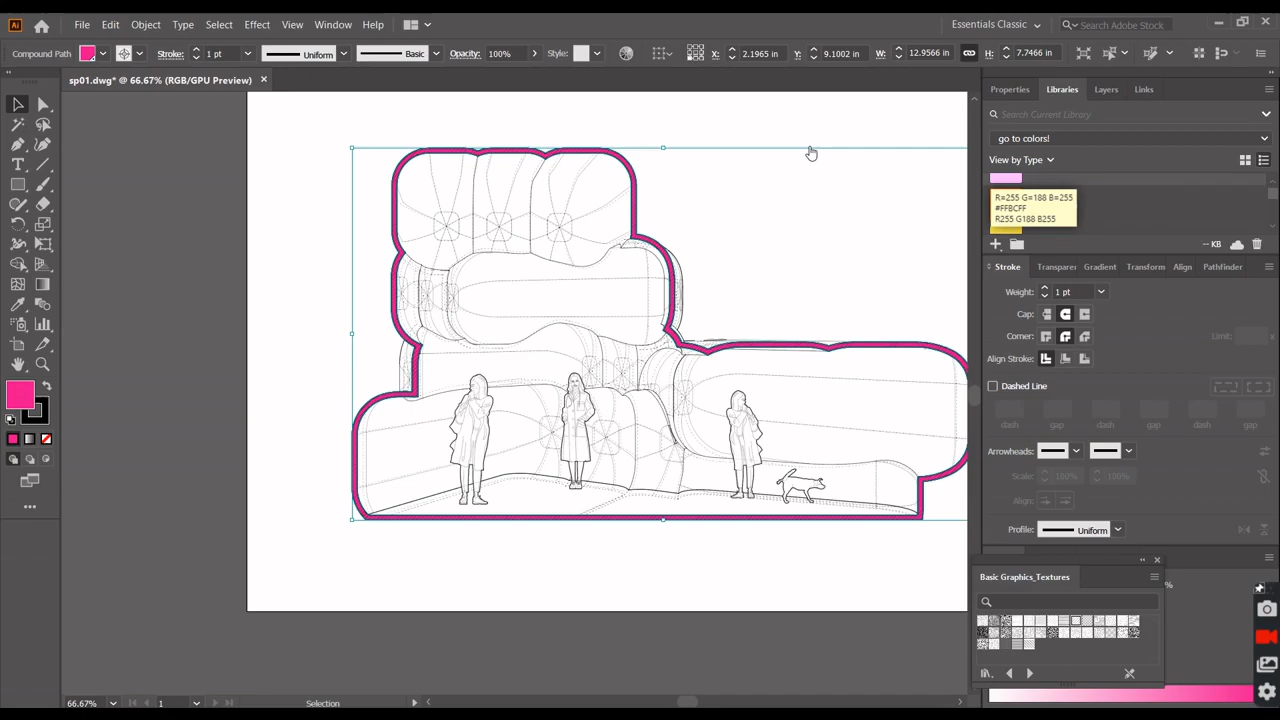 Ai File Edit Object Type Select Effect View Window Help Essentials Classic Search Adobe Stock
Compound Path Stroke: 1 pt Uniform Basic Opacity: 100% Style: X: 2.1965 in Y: 9.1002 in W: 12.9566 in H: 7.7466 in
sp01.dwg* @ 66.67% (RGB/GPU Preview)
Properties Libraries Layers Links
Search Current Library
go to colors!
View by Type
R=255 G=188 B=255
#FFBCFF
R255 G188 B255
-- KB
Stroke Transparen Gradient Transform Align Pathfinder
Weight: 1 pt
Cap:
Corner: Limit:
Align Stroke:
Dashed Line
dash gap dash gap dash gap
Arrowheads:
Scale: 100% 100%
Align:
Profile: Uniform
Basic Graphics_Textures
%
66.67% 1 Selection